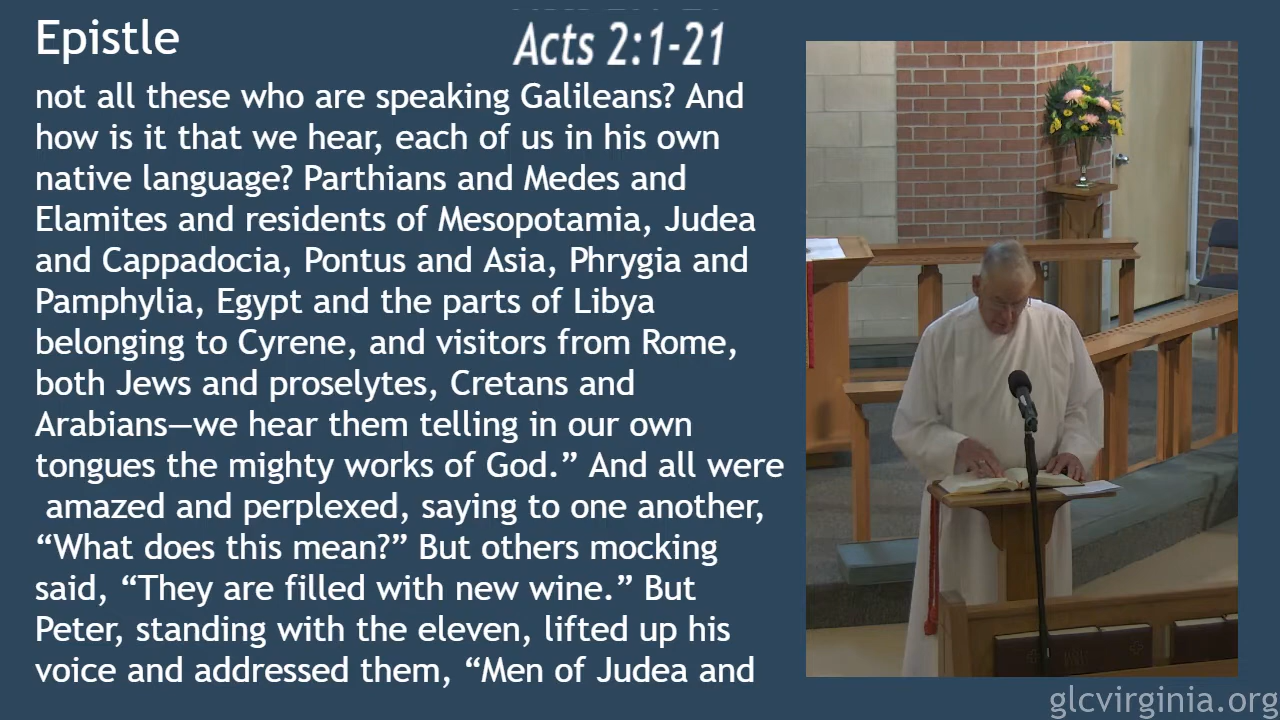 Epistle
Acts 2:1-21
not all these who are speaking Galileans? And
how is it that we hear, each of us in his own
native language? Parthians and Medes and
Elamites and residents of Mesopotamia, Judea
and Cappadocia, Pontus and Asia, Phrygia and
Pamphylia, Egypt and the parts of Libya
belonging to Cyrene, and visitors from Rome,
both Jews and proselytes, Cretans and
Arabians—we hear them telling in our own
tongues the mighty works of God.” And all were
amazed and perplexed, saying to one another,
“What does this mean?” But others mocking
said, “They are filled with new wine.” But
Peter, standing with the eleven, lifted up his
voice and addressed them, “Men of Judea and
glcvirginia.org